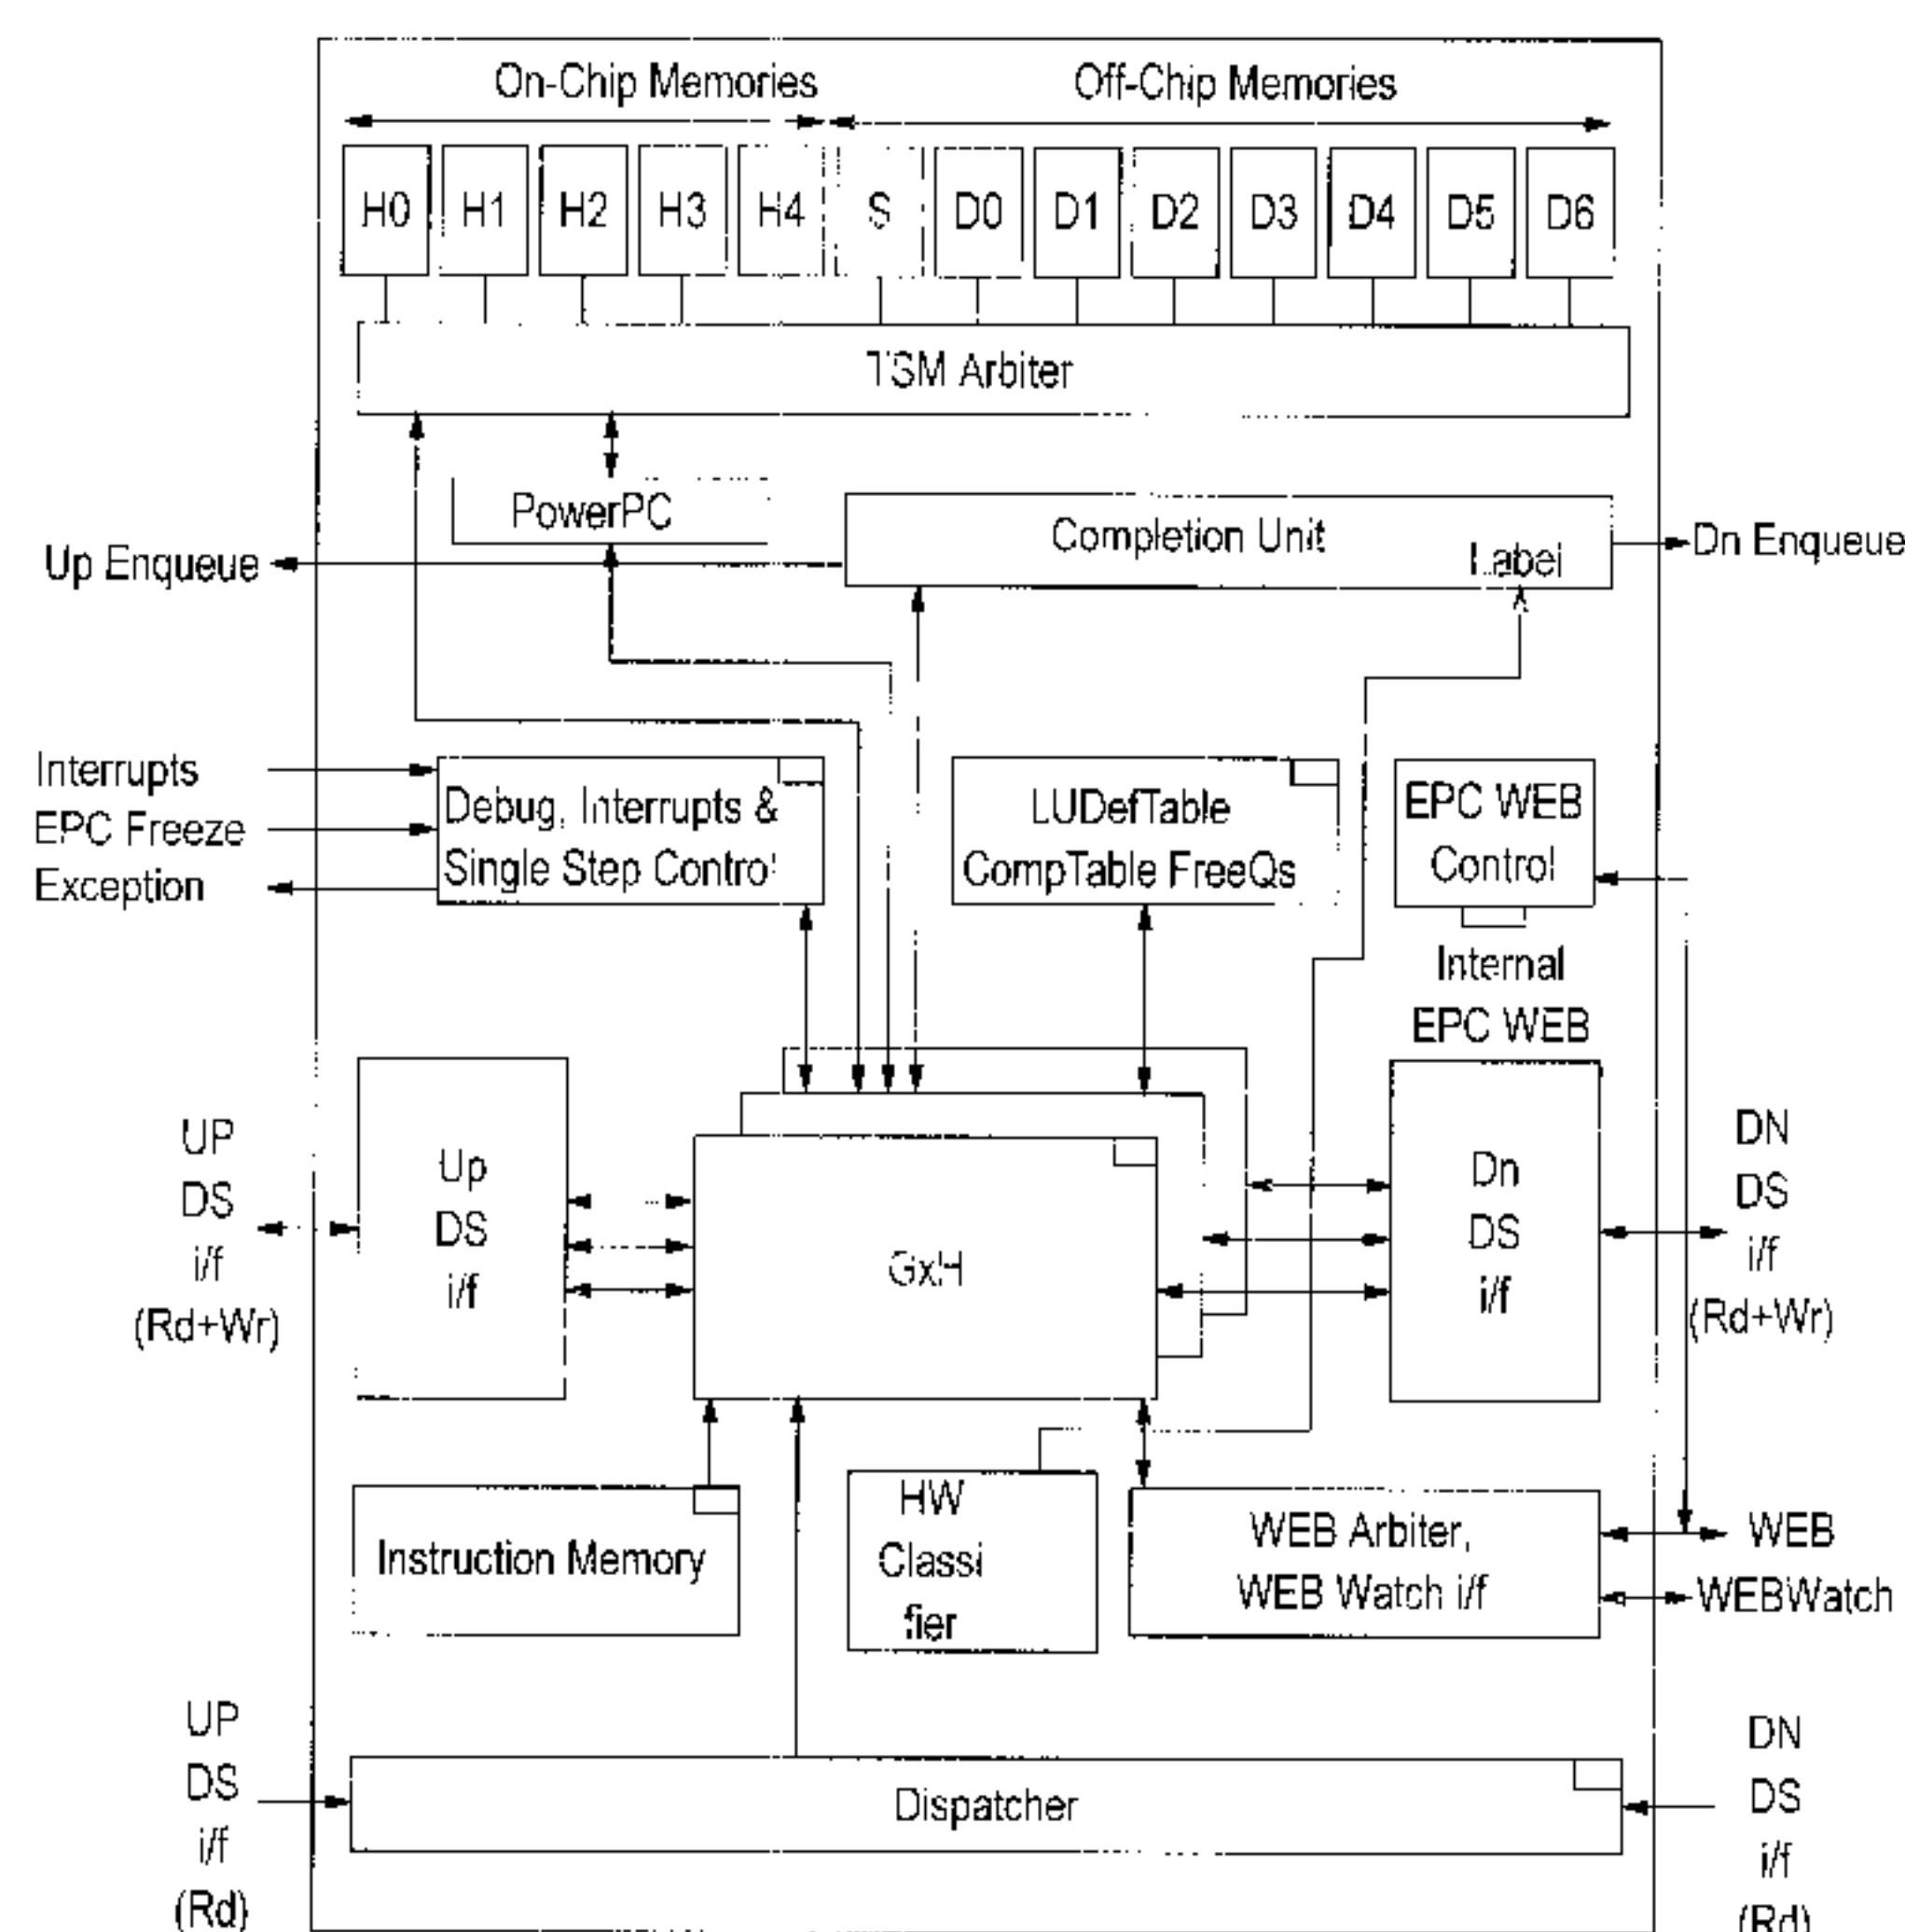 On-Chip Memories
Off-Chip Memories
H0
H1
H2
H3
H4
S
D0
D1
D2
D3
D4
D5
D6
TSM Arbiter
PowerPC
Completion Unit
Label
Up Enqueue
Dn Enqueue
Interrupts
EPC Freeze
Exception
Debug, Interrupts &
Single Step Control
LUDefTable
CompTable FreeQs
EPC WEB
Control
Internal
EPC WEB
UP
DS
i/f
(Rd+Wr)
Up
DS
i/f
GxH
Dn
DS
i/f
DN
DS
i/f
(Rd+Wr)
Instruction Memory
HW
Classi
fier
WEB Arbiter,
WEB Watch i/f
WEB
WEBWatch
UP
DS
i/f
(Rd)
Dispatcher
DN
DS
i/f
(Rd)